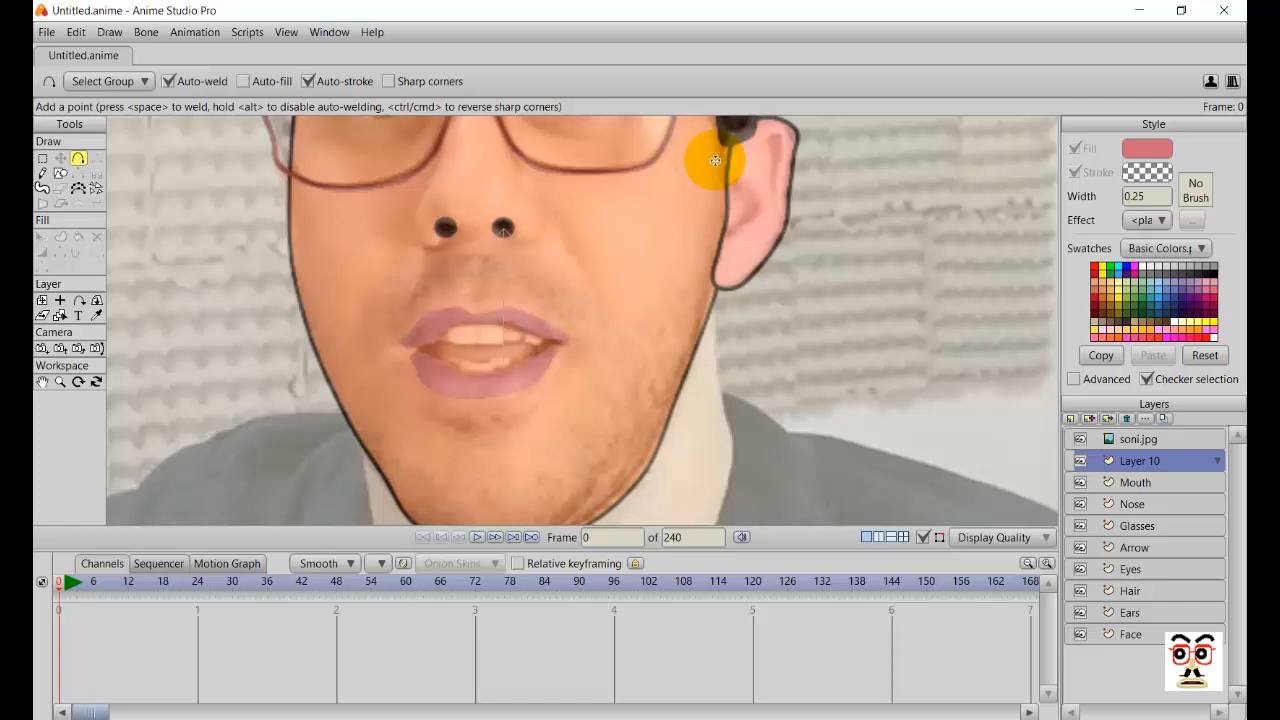 Untitled.anime - Anime Studio Pro
File Edit Draw Bone Animation Scripts View Window Help
Untitled.anime
Select Group Auto-weld Auto-fill Auto-stroke Sharp corners
Add a point (press <space> to weld, hold <alt> to disable auto-welding, <ctrl/cmd> to reverse sharp corners) Frame: 0
Tools
Draw
Fill
Layer
Camera
Workspace
Style
Fill
Stroke
Width 0.25
No Brush
Effect <pla ...
Swatches Basic Colors.p
Copy Paste Reset
Advanced Checker selection
Layers
soni.jpg
Layer 10
Mouth
Nose
Glasses
Arrow
Eyes
Hair
Ears
Face
Frame 0 of 240 Display Quality
Channels Sequencer Motion Graph Smooth 1 Onion Skins Relative keyframing
0 6 12 18 24 30 36 42 48 54 60 66 72 78 84 90 96 102 108 114 120 126 132 138 144 150 156 162 168
0 1 2 3 4 5 6 7